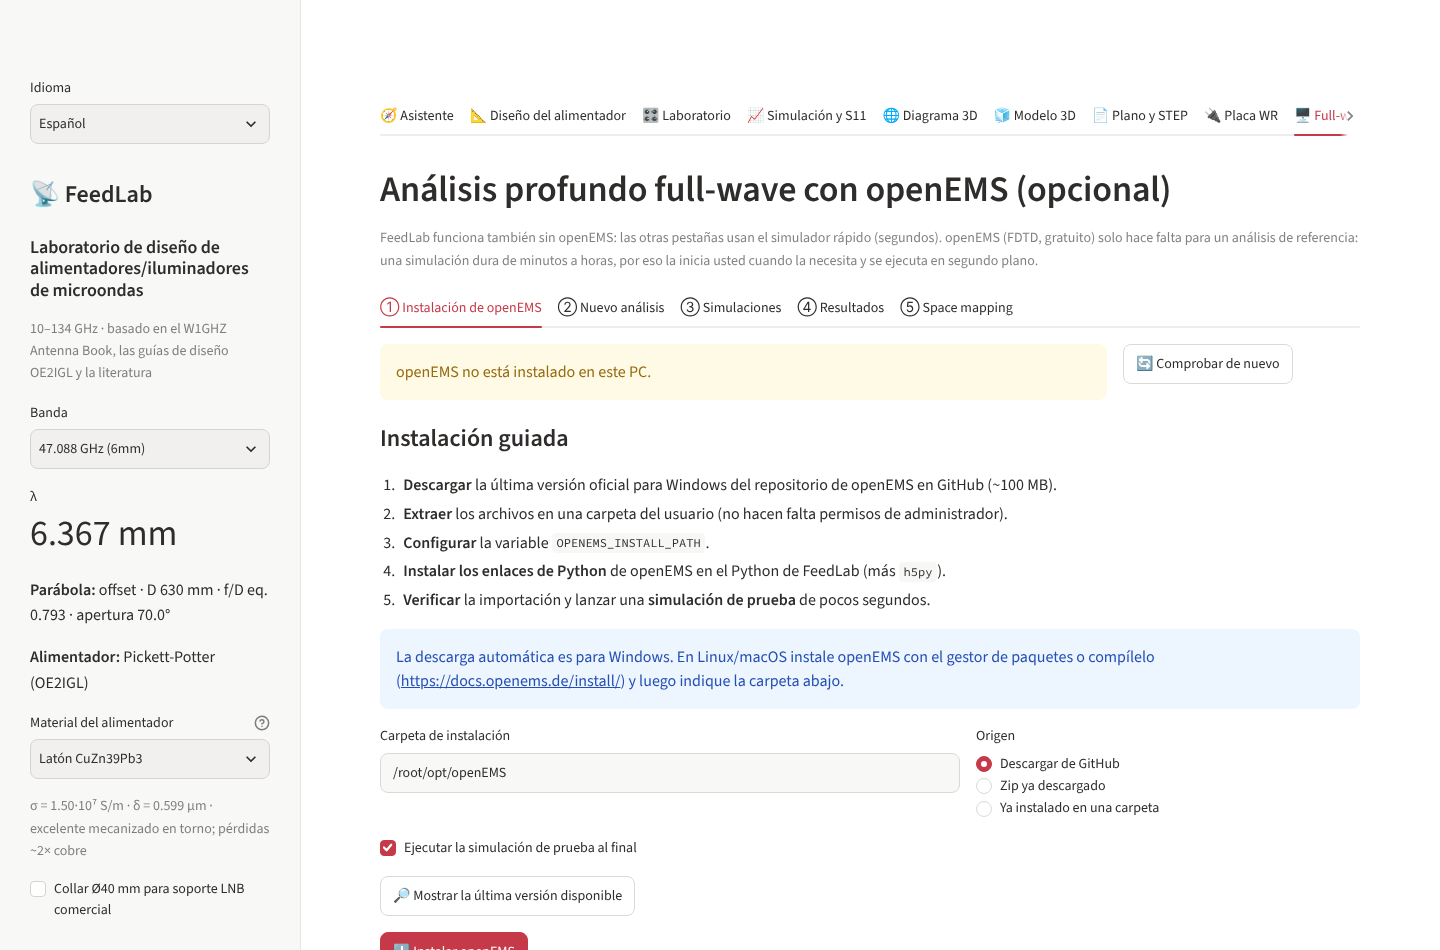 Idioma
Español
📡 FeedLab
Laboratorio de diseño de
alimentadores/iluminadores
de microondas
10–134 GHz · basado en el W1GHZ
Antenna Book, las guías de diseño
OE2IGL y la literatura
Banda
47.088 GHz (6mm)
λ
6.367 mm
Parábola: offset · D 630 mm · f/D eq.
0.793 · apertura 70.0°
Alimentador: Pickett-Potter
(OE2IGL)
Material del alimentador
Latón CuZn39Pb3
σ = 1.50·10⁷ S/m · δ = 0.599 µm ·
excelente mecanizado en torno; pérdidas
~2× cobre
Collar Ø40 mm para soporte LNB
comercial
🧭 Asistente 📐 Diseño del alimentador 🎛️ Laboratorio 📈 Simulación y S11 🌐 Diagrama 3D 🧊 Modelo 3D 📄 Plano y STEP 🔌 Placa WR 🖥️ Full-w
Análisis profundo full-wave con openEMS (opcional)
FeedLab funciona también sin openEMS: las otras pestañas usan el simulador rápido (segundos). openEMS (FDTD, gratuito) solo hace falta para un análisis de referencia:
una simulación dura de minutos a horas, por eso la inicia usted cuando la necesita y se ejecuta en segundo plano.
① Instalación de openEMS ② Nuevo análisis ③ Simulaciones ④ Resultados ⑤ Space mapping
openEMS no está instalado en este PC.
🔄 Comprobar de nuevo
Instalación guiada
1. Descargar la última versión oficial para Windows del repositorio de openEMS en GitHub (~100 MB).
2. Extraer los archivos en una carpeta del usuario (no hacen falta permisos de administrador).
3. Configurar la variable OPENEMS_INSTALL_PATH.
4. Instalar los enlaces de Python de openEMS en el Python de FeedLab (más h5py).
5. Verificar la importación y lanzar una simulación de prueba de pocos segundos.
La descarga automática es para Windows. En Linux/macOS instale openEMS con el gestor de paquetes o compílelo
(https://docs.openems.de/install/) y luego indique la carpeta abajo.
Carpeta de instalación
/root/opt/openEMS
Origen
Descargar de GitHub
Zip ya descargado
Ya instalado en una carpeta
Ejecutar la simulación de prueba al final
🔎 Mostrar la última versión disponible
⬇️ Instalar openEMS